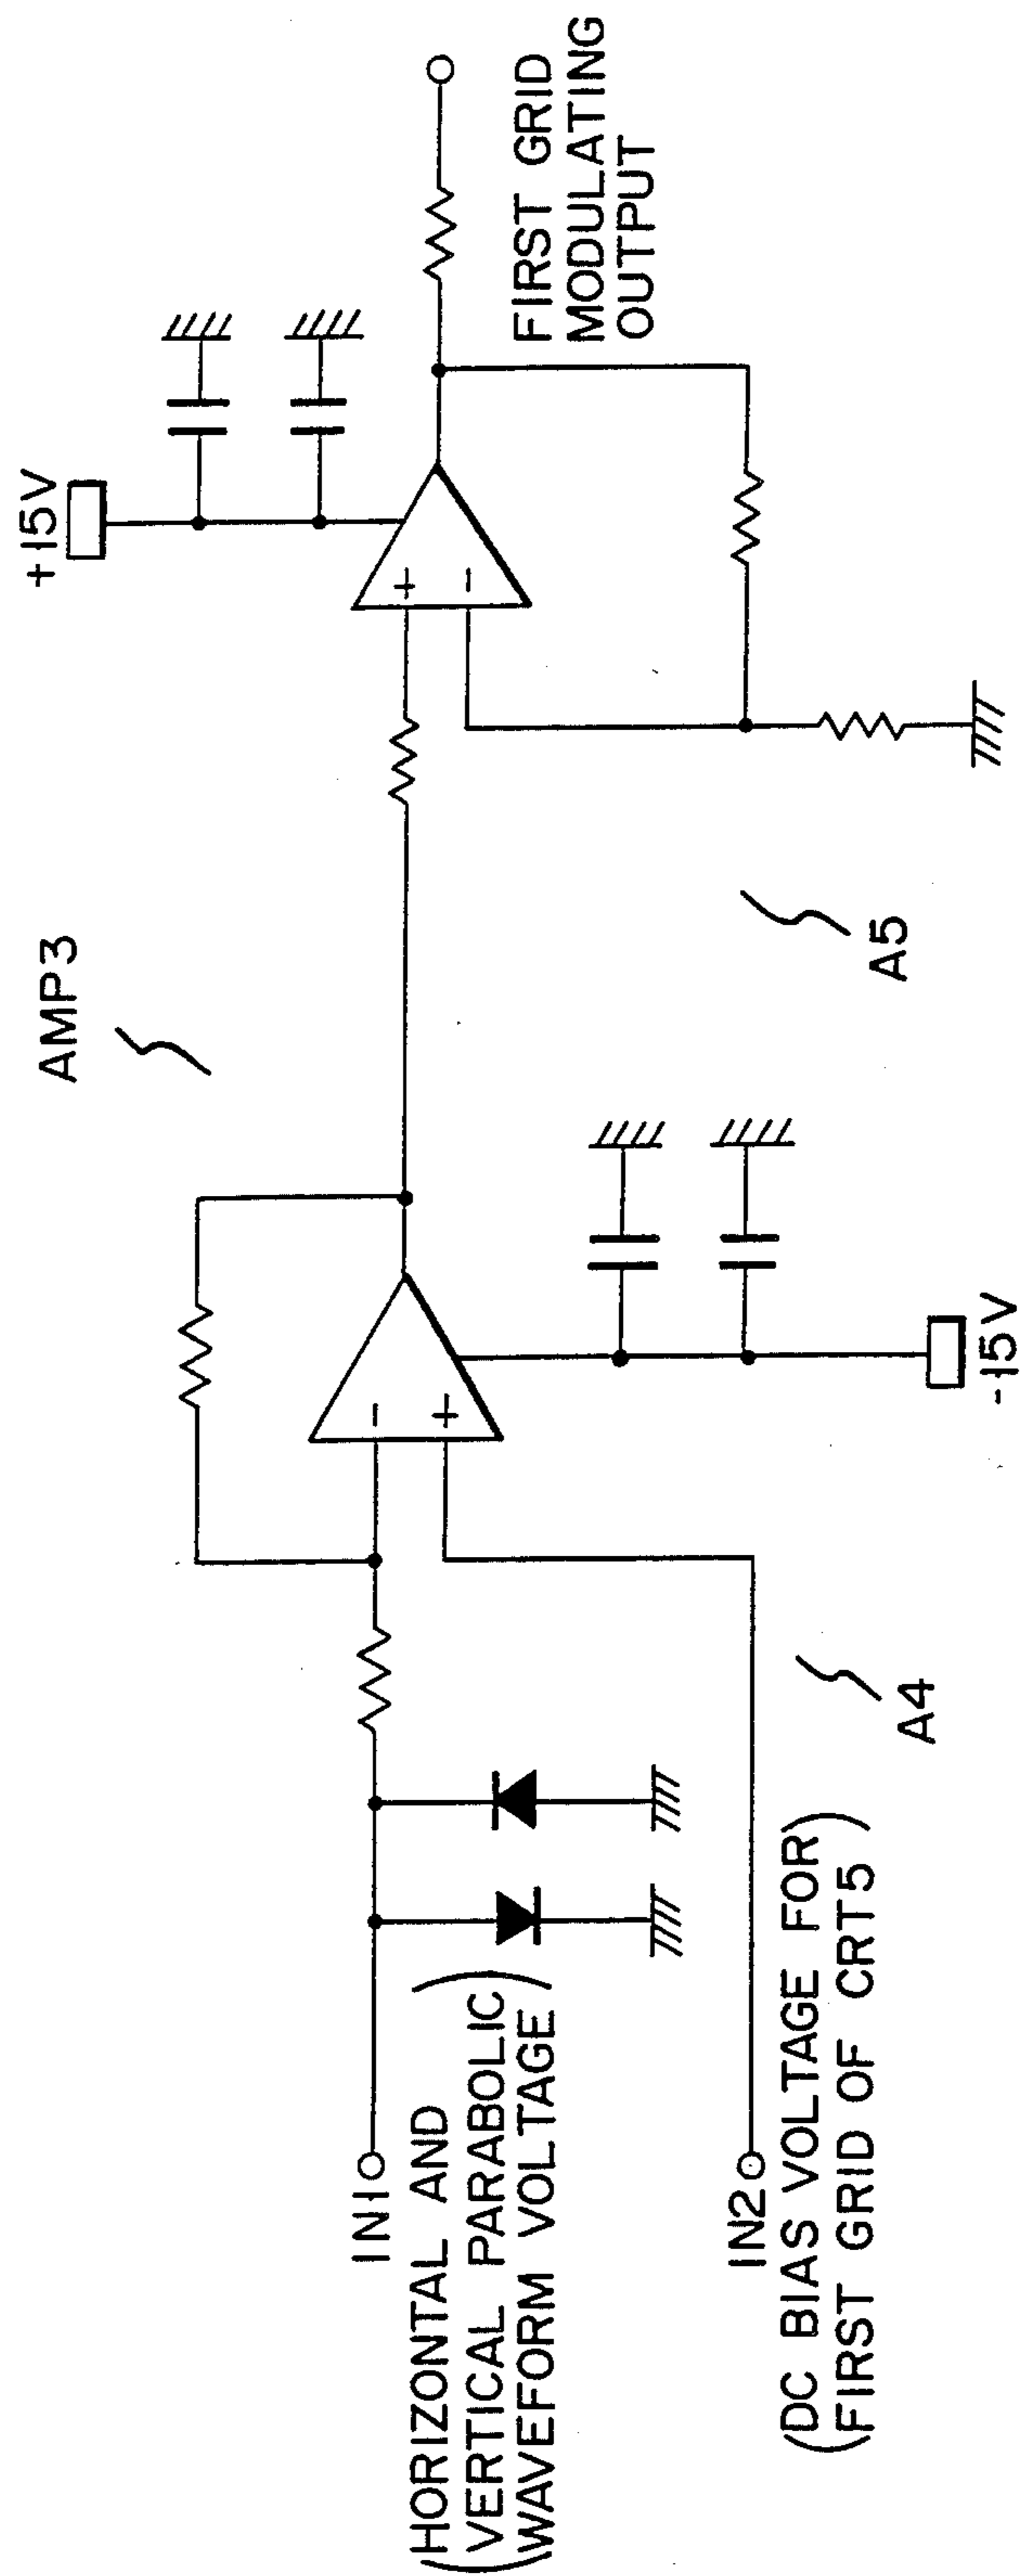 AMP3
+15V
FIRST GRID
MODULATING
OUTPUT
IN1
(HORIZONTAL AND
VERTICAL PARABOLIC
WAVEFORM VOLTAGE)
-
+
+
-
-15V
A4
A5
IN2
(DC BIAS VOLTAGE FOR
FIRST GRID OF CRT5)